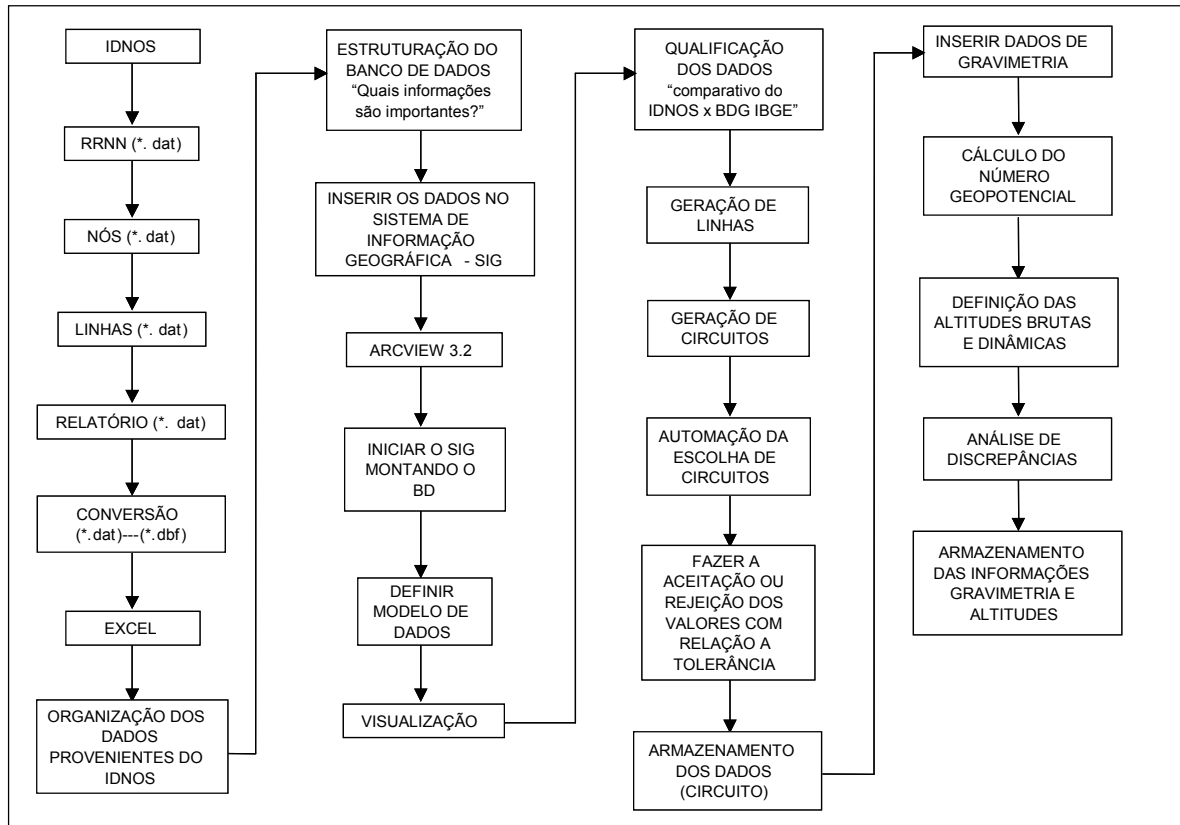 IDNOS
RRNN (*. dat)
NÓS (*. dat)
LINHAS (*. dat)
RELATÓRIO (*. dat)
CONVERSÃO
(*.dat)---(*.dbf)
EXCEL
ORGANIZAÇÃO DOS
DADOS
PROVENIENTES DO
IDNOS
ESTRUTURAÇÃO DO
BANCO DE DADOS
“Quais informações
são importantes?”
INSERIR OS DADOS NO
SISTEMA DE
INFORMAÇÃO
GEOGRÁFICA - SIG
ARCVIEW 3.2
INICIAR O SIG
MONTANDO O
BD
DEFINIR
MODELO DE
DADOS
VISUALIZAÇÃO
QUALIFICAÇÃO
DOS DADOS
“comparativo do
IDNOS x BDG IBGE”
GERAÇÃO DE
LINHAS
GERAÇÃO DE
CIRCUITOS
AUTOMAÇÃO DA
ESCOLHA DE
CIRCUITOS
FAZER A
ACEITAÇÃO OU
REJEIÇÃO DOS
VALORES COM
RELAÇÃO A
TOLERÂNCIA
ARMAZENAMENTO
DOS DADOS
(CIRCUITO)
INSERIR DADOS DE
GRAVIMETRIA
CÁLCULO DO
NÚMERO
GEOPOTENCIAL
DEFINIÇÃO DAS
ALTITUDES BRUTAS
E DINÂMICAS
ANÁLISE DE
DISCREPÂNCIAS
ARMAZENAMENTO
DAS INFORMAÇÕES
GRAVIMETRIA E
ALTITUDES